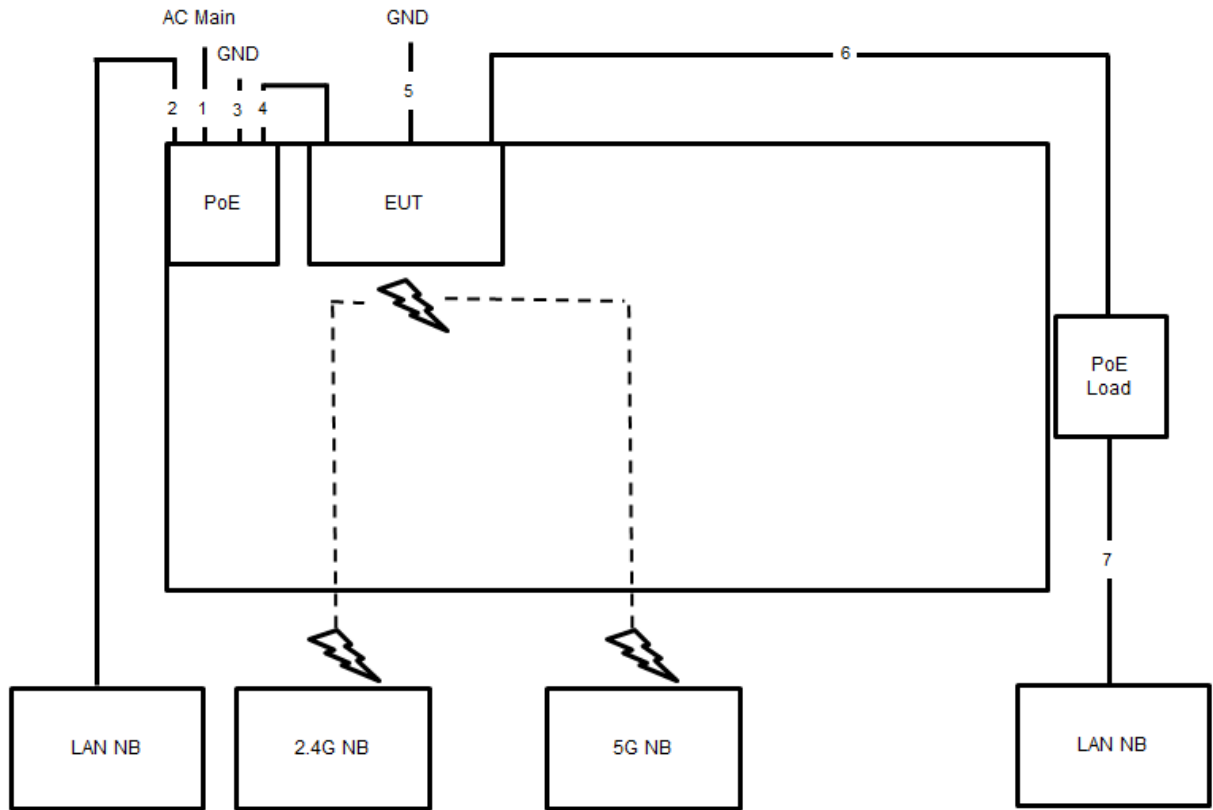 AC Main
GND
GND
6
2
1
3
4
5
PoE
EUT
PoE
Load
7
LAN NB
2.4G NB
5G NB
LAN NB